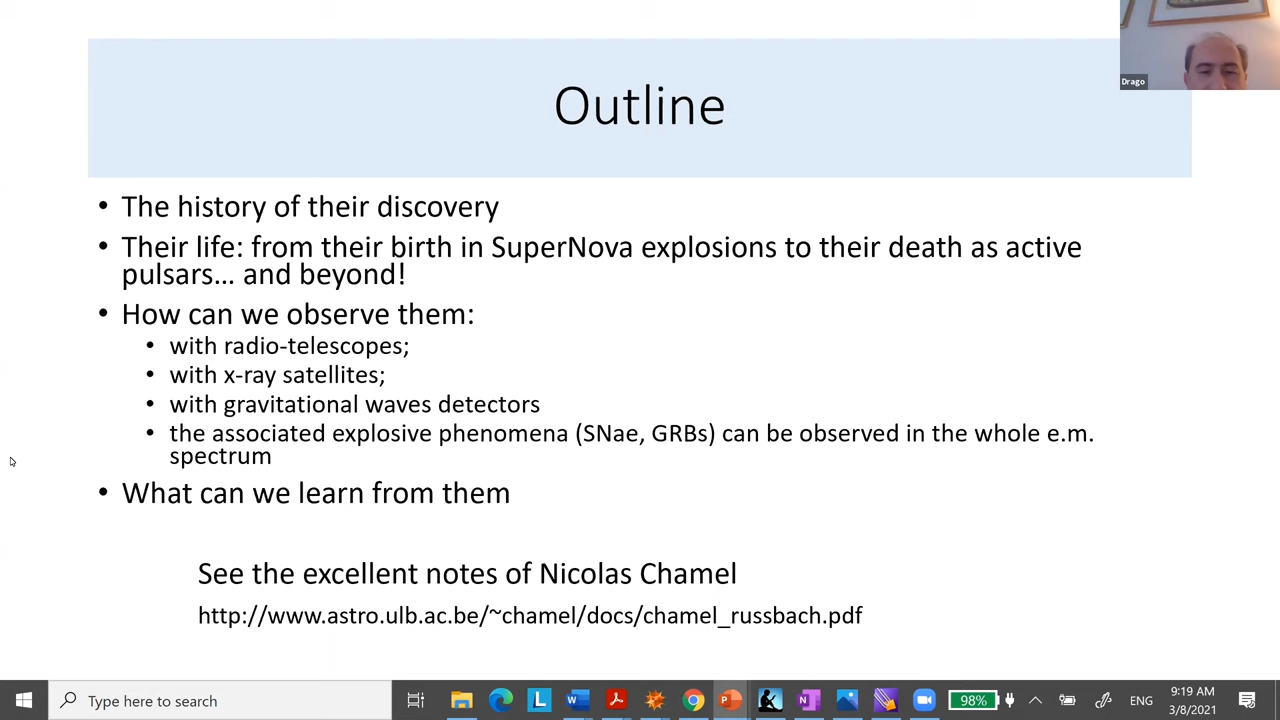 Drago
Outline
• The history of their discovery
• Their life: from their birth in SuperNova explosions to their death as active
pulsars… and beyond!
• How can we observe them:
• with radio-telescopes;
• with x-ray satellites;
• with gravitational waves detectors
• the associated explosive phenomena (SNae, GRBs) can be observed in the whole e.m.
spectrum
• What can we learn from them
See the excellent notes of Nicolas Chamel
http://www.astro.ulb.ac.be/~chamel/docs/chamel_russbach.pdf
Type here to search
98%
ENG
9:19 AM
3/8/2021